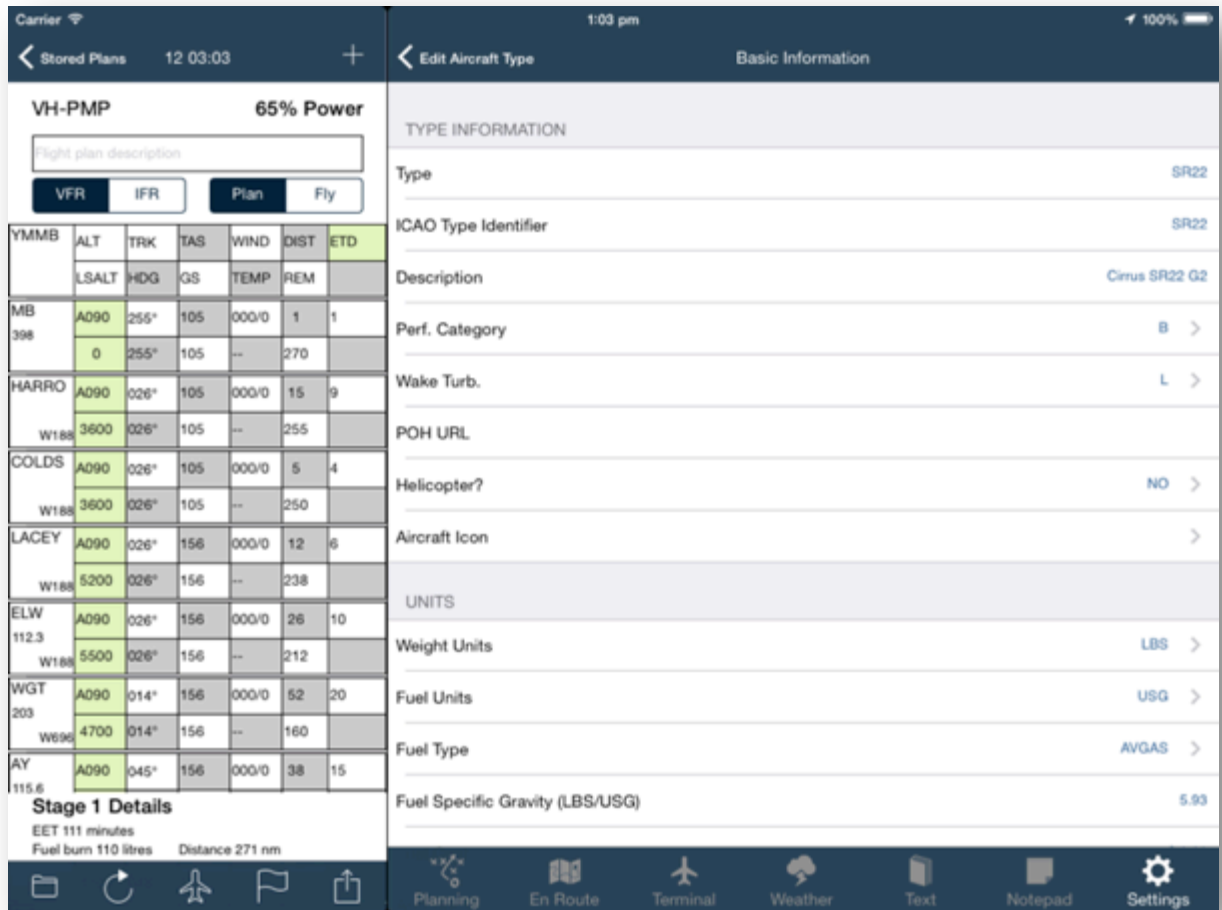 Carrier 1:03 pm 100%
Stored Plans 12 03:03 +
VH-PMP 65% Power
Flight plan description
VFR IFR Plan Fly
YMMB ALT TRK TAS WIND DIST ETD
LSALT HDG GS TEMP REM
MB A090 255° 105 000/0 1 1
398
0 255° 105 -- 270
HARRO A090 026° 105 000/0 15 9
W188 3600 026° 105 -- 255
COLDS A090 026° 105 000/0 5 4
W188 3600 026° 105 -- 250
LACEY A090 026° 156 000/0 12 6
W188 5200 026° 156 -- 238
ELW A090 026° 156 000/0 26 10
112.3
W188 5500 026° 156 -- 212
WGT A090 014° 156 000/0 52 20
203
W696 4700 014° 156 -- 160
AY A090 045° 156 000/0 38 15
115.6
Stage 1 Details
EET 111 minutes
Fuel burn 110 litres Distance 271 nm
Edit Aircraft Type Basic Information
TYPE INFORMATION
Type SR22
ICAO Type Identifier SR22
Description Cirrus SR22 G2
Perf. Category B
Wake Turb. L
POH URL
Helicopter? NO
Aircraft Icon
UNITS
Weight Units LBS
Fuel Units USG
Fuel Type AVGAS
Fuel Specific Gravity (LBS/USG) 5.93
Planning En Route Terminal Weather Text Notepad Settings